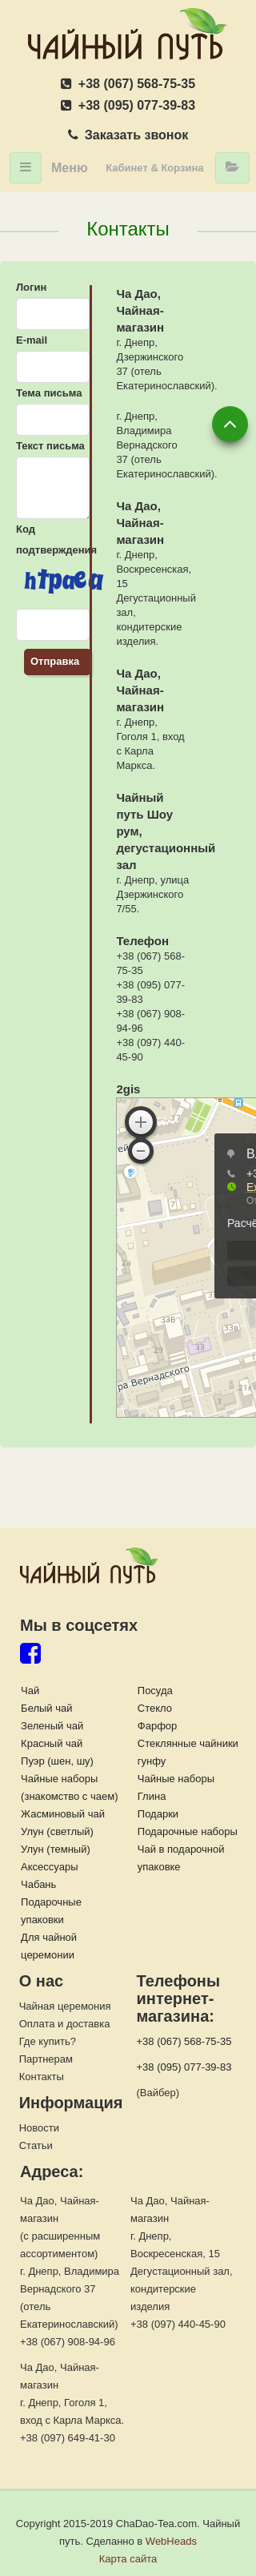 ЧАЙНЫЙ ПУТЬ
+38 (067) 568-75-35
+38 (095) 077-39-83
Заказать звонок
Меню
Кабинет & Корзина
Контакты
Логин
E-mail
Тема письма
Текст письма
Код
подтверждения
Отправка
Ча Дао,
Чайная-
магазин
г. Днепр,
Дзержинского
37 (отель
Екатеринославский).
г. Днепр,
Владимира
Вернадского
37 (отель
Екатеринославский).
Ча Дао,
Чайная-
магазин
г. Днепр,
Воскресенская,
15
Дегустационный
зал,
кондитерские
изделия.
Ча Дао,
Чайная-
магазин
г. Днепр,
Гоголя 1, вход
с Карла
Маркса.
Чайный
путь Шоу
рум,
дегустационный
зал
г. Днепр, улица
Дзержинского
7/55.
Телефон
+38 (067) 568-
75-35
+38 (095) 077-
39-83
+38 (067) 908-
94-96
+38 (097) 440-
45-90
2gis
17
7
2а
33Б
33а
29
33
ра Вернадского
3
21к
Расчё
ЧАЙНЫЙ ПУТЬ
Мы в соцсетях
Чай
Белый чай
Зеленый чай
Красный чай
Пуэр (шен, шу)
Чайные наборы
(знакомство с чаем)
Жасминовый чай
Улун (светлый)
Улун (темный)
Аксессуары
Чабань
Подарочные
упаковки
Для чайной
церемонии
Посуда
Стекло
Фарфор
Стеклянные чайники
гунфу
Чайные наборы
Глина
Подарки
Подарочные наборы
Чай в подарочной
упаковке
О нас
Чайная церемония
Оплата и доставка
Где купить?
Партнерам
Контакты
Информация
Новости
Статьи
Телефоны
интернет-
магазина:
+38 (067) 568-75-35
+38 (095) 077-39-83
(Вайбер)
Адреса:
Ча Дао, Чайная-
магазин
(с расширенным
ассортиментом)
г. Днепр, Владимира
Вернадского 37
(отель
Екатеринославский)
+38 (067) 908-94-96
Ча Дао, Чайная-
магазин
г. Днепр, Гоголя 1,
вход с Карла Маркса.
+38 (097) 649-41-30
Ча Дао, Чайная-
магазин
г. Днепр,
Воскресенская, 15
Дегустационный зал,
кондитерские
изделия
+38 (097) 440-45-90
Copyright 2015-2019 ChaDao-Tea.com. Чайный
путь. Сделанно в WebHeads
Карта сайта